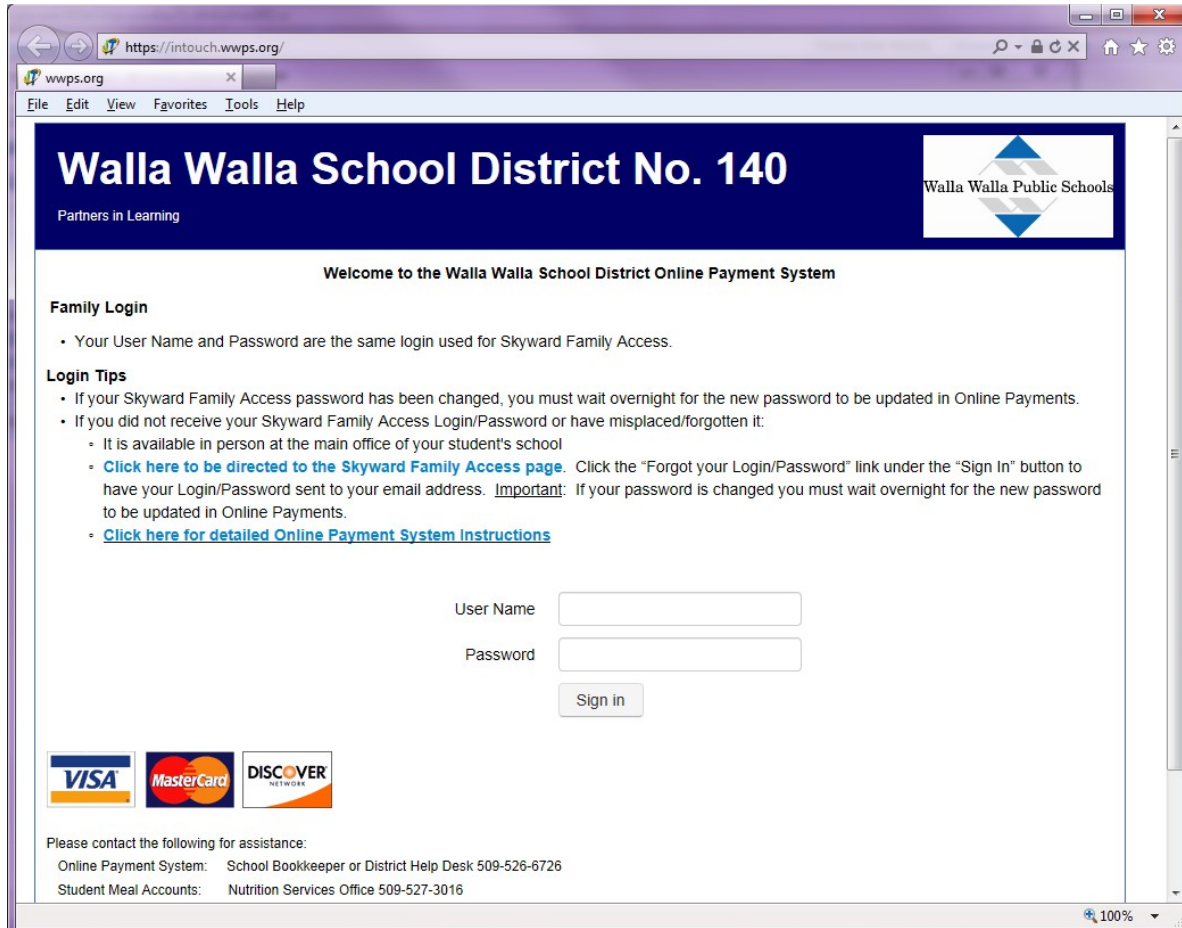 https://intouch.wwps.org/
wwps.org
File Edit View Favorites Tools Help
Walla Walla School District No. 140
Partners in Learning
Walla Walla Public Schools
Welcome to the Walla Walla School District Online Payment System
Family Login
• Your User Name and Password are the same login used for Skyward Family Access.
Login Tips
• If your Skyward Family Access password has been changed, you must wait overnight for the new password to be updated in Online Payments.
• If you did not receive your Skyward Family Access Login/Password or have misplaced/forgotten it:
◦ It is available in person at the main office of your student's school
◦ Click here to be directed to the Skyward Family Access page. Click the “Forgot your Login/Password” link under the “Sign In” button to
have your Login/Password sent to your email address. Important: If your password is changed you must wait overnight for the new password
to be updated in Online Payments.
◦ Click here for detailed Online Payment System Instructions
User Name
Password
Sign in
VISA MasterCard DISCOVER
NETWORK
Please contact the following for assistance:
Online Payment System: School Bookkeeper or District Help Desk 509-526-6726
Student Meal Accounts: Nutrition Services Office 509-527-3016
100%